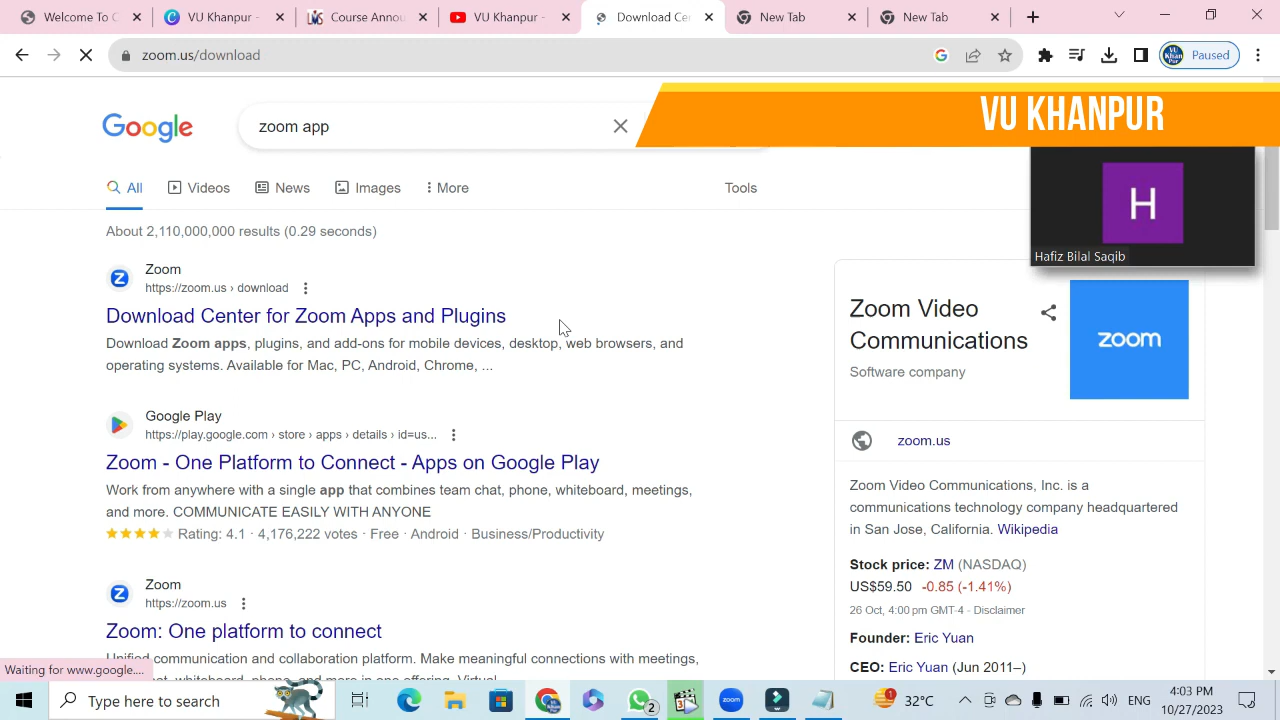 Welcome To C
VU Khanpur -
Course Annou
VU Khanpur -
Download Cen
New Tab
New Tab
zoom.us/download
VU Khan Pur
Paused
Google
zoom app
VU KHANPUR
All
Videos
News
Images
More
Tools
H
Hafiz Bilal Saqib
About 2,110,000,000 results (0.29 seconds)
Zoom
https://zoom.us › download
Download Center for Zoom Apps and Plugins
Download Zoom apps, plugins, and add-ons for mobile devices, desktop, web browsers, and
operating systems. Available for Mac, PC, Android, Chrome, ...
Google Play
https://play.google.com › store › apps › details › id=us...
Zoom - One Platform to Connect - Apps on Google Play
Work from anywhere with a single app that combines team chat, phone, whiteboard, meetings,
and more. COMMUNICATE EASILY WITH ANYONE
Rating: 4.1 · 4,176,222 votes · Free · Android · Business/Productivity
Zoom
https://zoom.us
Zoom: One platform to connect
Unified communication and collaboration platform. Make meaningful connections with meetings,
Zoom Video
Communications
Software company
zoom
zoom.us
Zoom Video Communications, Inc. is a
communications technology company headquartered
in San Jose, California. Wikipedia
Stock price: ZM (NASDAQ)
US$59.50 -0.85 (-1.41%)
26 Oct, 4:00 pm GMT-4 - Disclaimer
Founder: Eric Yuan
CEO: Eric Yuan (Jun 2011–)
Waiting for www.google....
Type here to search
2
zoom
1
32°C
ENG
4:03 PM
10/27/2023